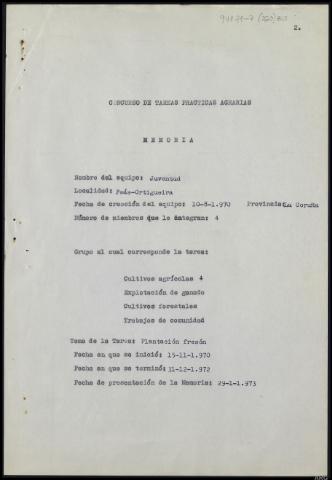 2.
CONCURSO DE TAREAS PRACTICAS AGRARIAS
MEMORIA
Nombre del equipo: Juventud
Localidad: Feás-Ortigueira
Fecha de creación del equipo: 10-8-1.970 Provincia: La Coruña
Número de miembros que lo integran: 4
Grupo al cual corresponde la tarea:
Cultivos agrícolas 4
Explotación de ganado
Cultivos forestales
Trabajos de comunidad
Tema de la Tarea: Plantación fresón
Fecha en que se inició: 15-11-1.970
Fecha en que se terminó: 31-12-1.972
Fecha de presentación de la Memoria: 29-1-1.973